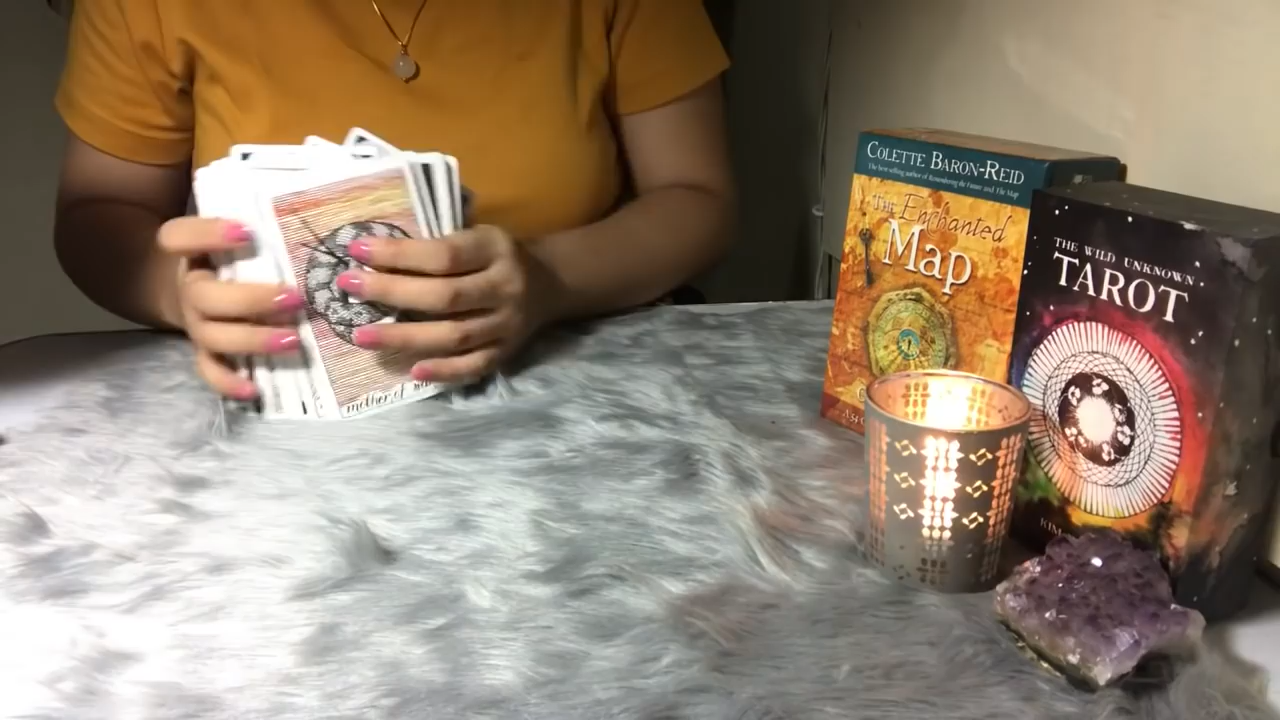 mother of
COLETTE BARON-REID
The best-selling author of Remembering the Future and The Map
THE Enchanted
Map
THE WILD UNKNOWN
TAROT
KIM